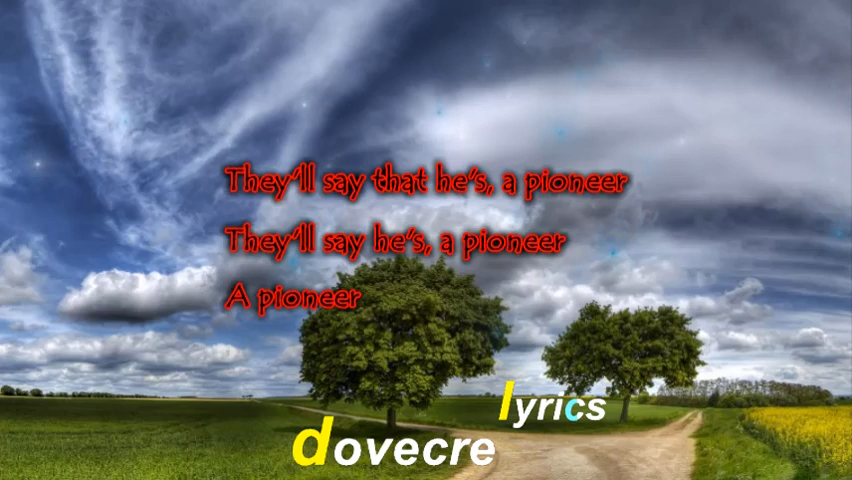 They'll say that he's, a pioneer
They'll say he's, a pioneer
A pioneer
lyrics
dovecre